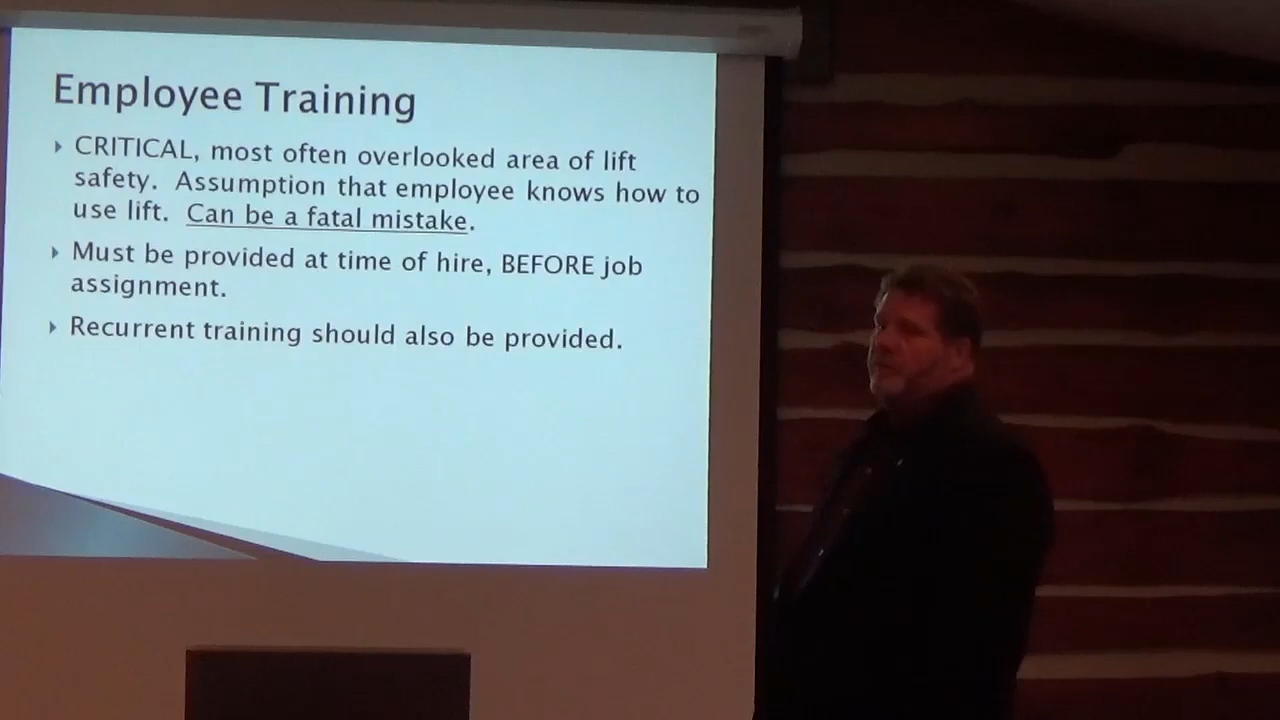 Employee Training
CRITICAL, most often overlooked area of lift
safety. Assumption that employee knows how to
use lift. Can be a fatal mistake.
Must be provided at time of hire, BEFORE job
assignment.
Recurrent training should also be provided.